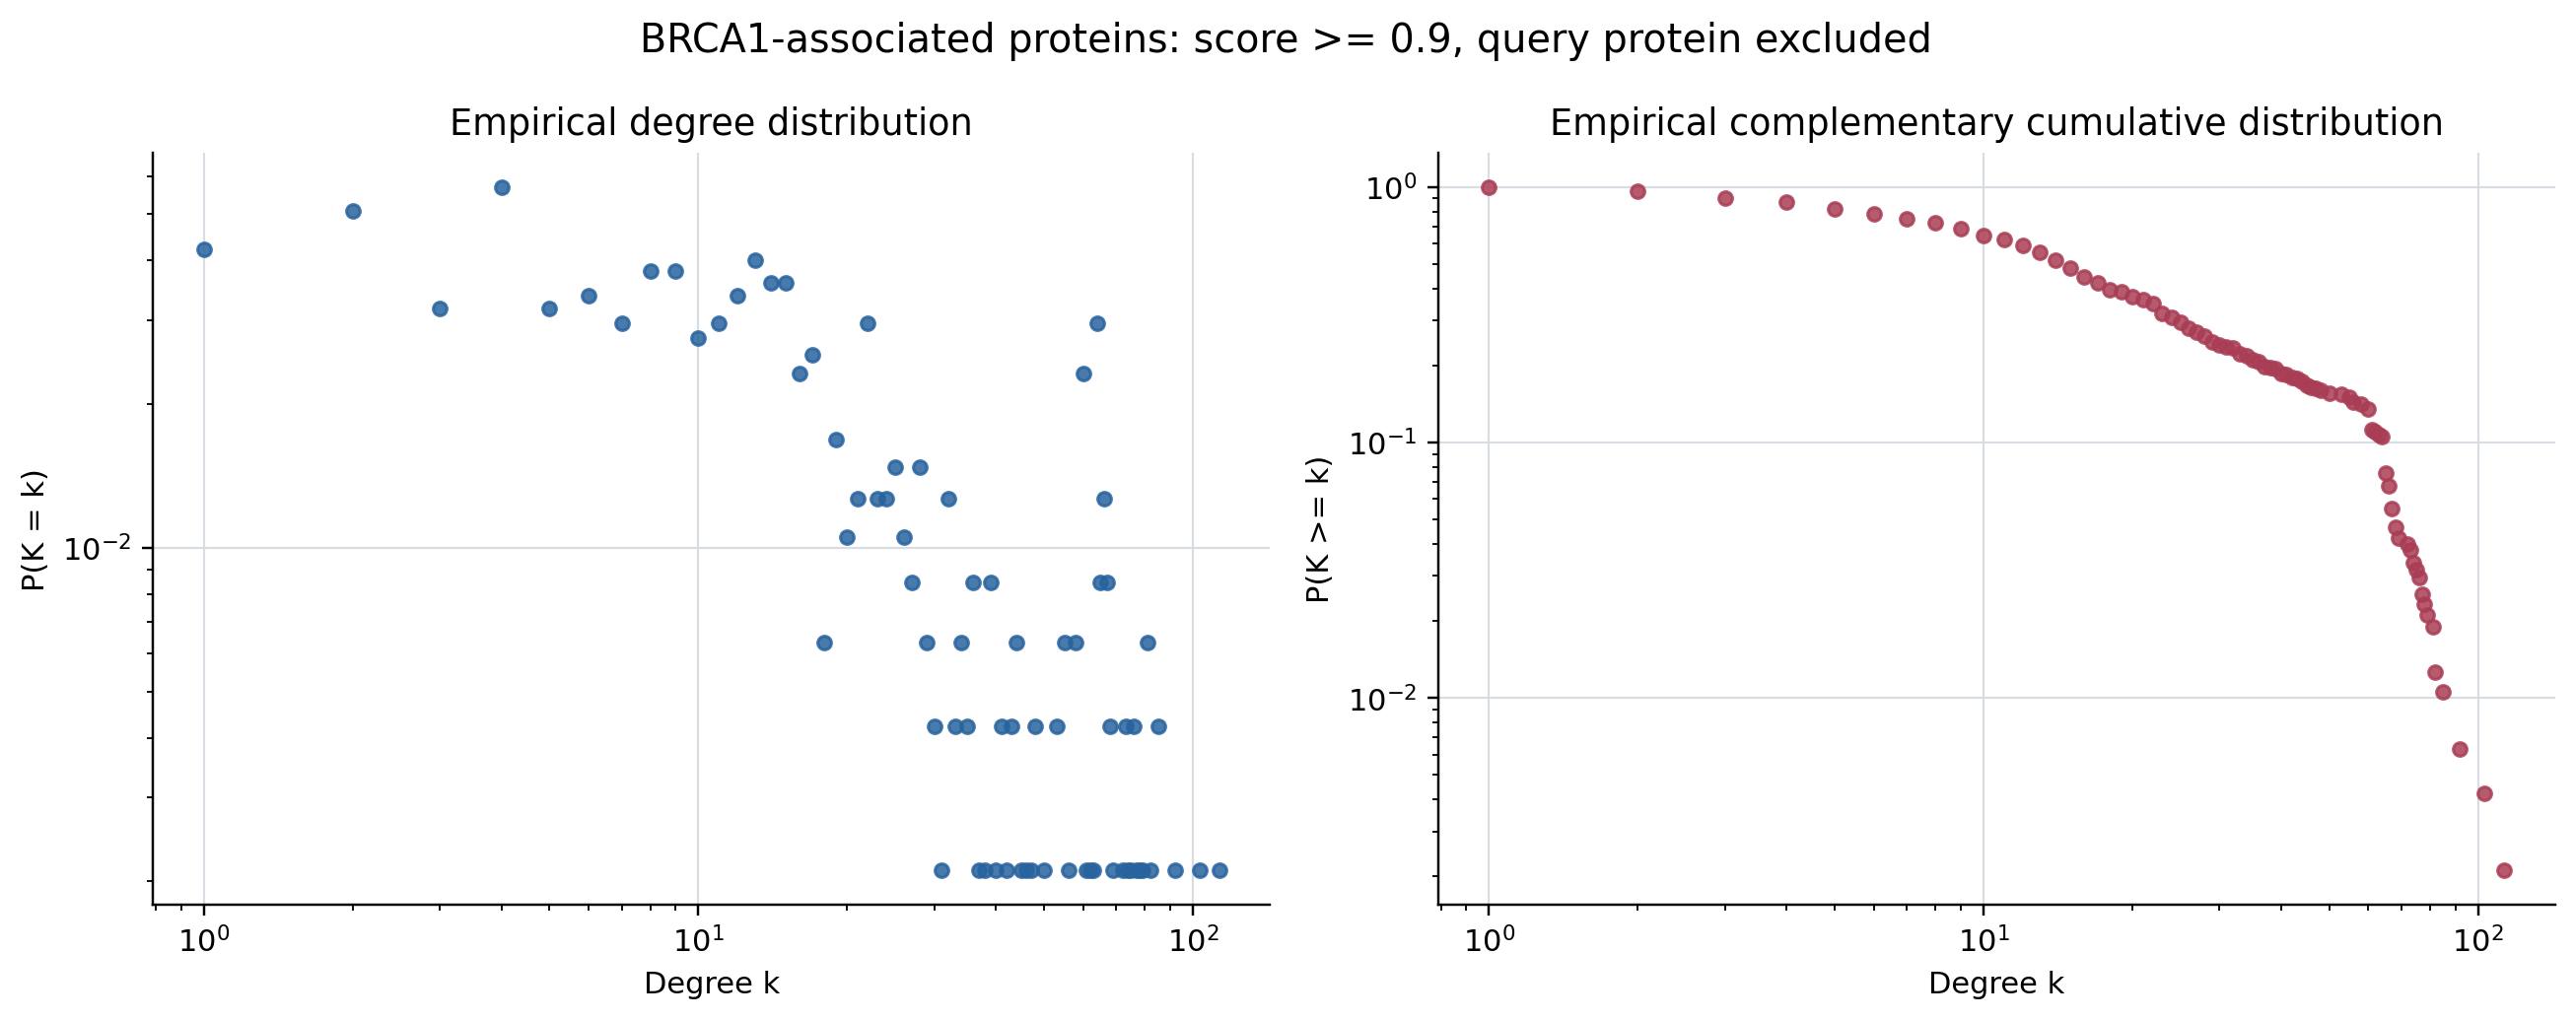 BRCA1-associated proteins: score >= 0.9, query protein excluded
Empirical degree distribution
P(K = k)
10⁻²
10⁰ 10¹ 10²
Degree k
Empirical complementary cumulative distribution
P(K >= k)
10⁰
10⁻¹
10⁻²
10⁰ 10¹ 10²
Degree k